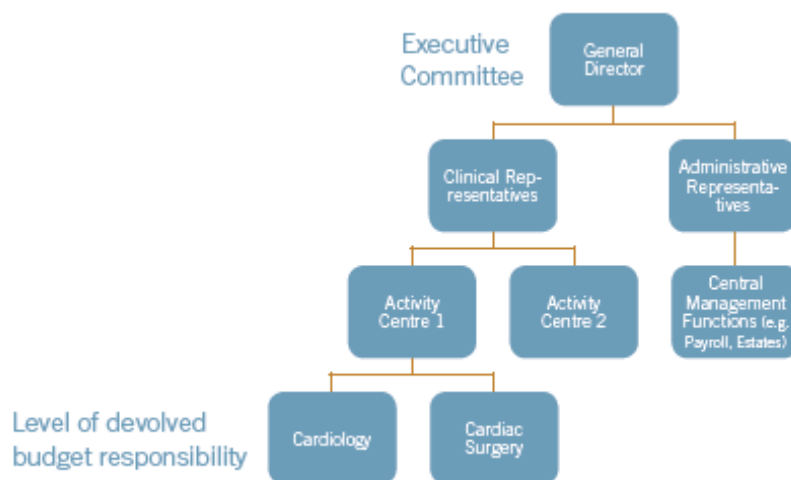 Executive
Committee
General
Director
Clinical Rep-
resentatives
Administrative
Representa-
tives
Activity
Centre 1
Activity
Centre 2
Central
Management
Functions (e.g.
Payroll, Estates)
Level of devolved
budget responsibility
Cardiology
Cardiac
Surgery